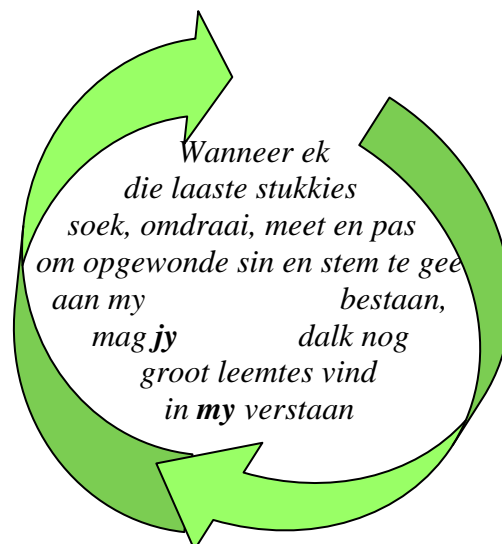 Wanneer ek
die laaste stukkies
soek, omdraai, meet en pas
om opgewonde sin en stem te gee
aan my bestaan,
mag jy dalk nog
groot leemtes vind
in my verstaan